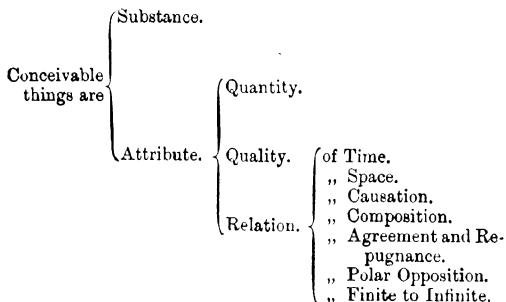 Substance.
Conceivable
things are
Attribute.
Quantity.
Quality.
Relation.
of Time.
„ Space.
„ Causation.
„ Composition.
„ Agreement and Re-
pugnance.
„ Polar Opposition.
„ Finite to Infinite.